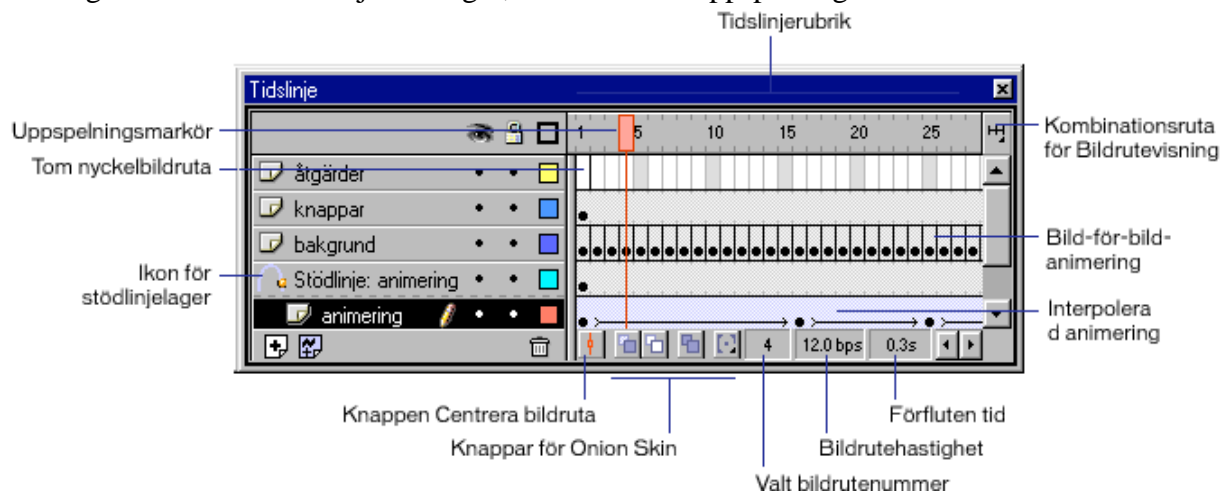 Tidslinjerubrik
Tidslinje
Uppspelningsmarkör
1 5 10 15 20 25
Kombinationsruta
för Bildrutevisning
Tom nyckelbildruta
åtgärder
knappar
bakgrund
Bild-för-bild-
animering
Ikon för
stödlinjelager
Stödlinje: animering
animering
Interpolera
d animering
4 12.0 bps 0.3s
Knappen Centrera bildruta
Förfluten tid
Knappar för Onion Skin
Bildrutehastighet
Valt bildrutenummer